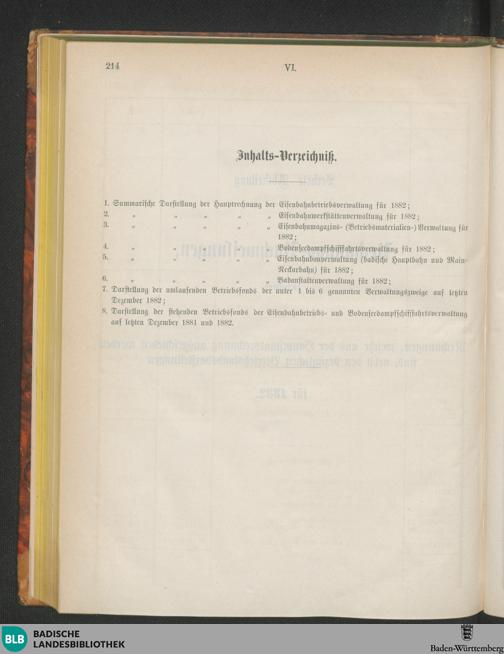 214
VI.
Inhalts-Verzeichniß.
1. Summarische Darstellung der Hauptrechnung der Eisenbahnbetriebsverwaltung für 1882;
2. „ „ „ „ „ Eisenbahnwerkstättenverwaltung für 1882;
3. „ „ „ „ „ Eisenbahnmagazins- (Betriebsmaterialien-) Verwaltung für
1882;
4. „ „ „ „ „ Bodenseedampfschifffahrtsverwaltung für 1882;
5. „ „ „ „ „ Eisenbahnbauverwaltung (badische Hauptbahn und Main-
Neckarbahn) für 1882;
6. „ „ „ „ „ Badanstaltenverwaltung für 1882;
7. Darstellung der umlaufenden Betriebsfonds der unter 1 bis 6 genannten Verwaltungszweige auf letzten
Dezember 1882;
8. Darstellung der stehenden Betriebsfonds der Eisenbahnbetriebs- und Bodenseedampfschifffahrtsverwaltung
auf letzten Dezember 1881 und 1882.
BLB
BADISCHE
LANDESBIBLIOTHEK
Baden-Württemberg